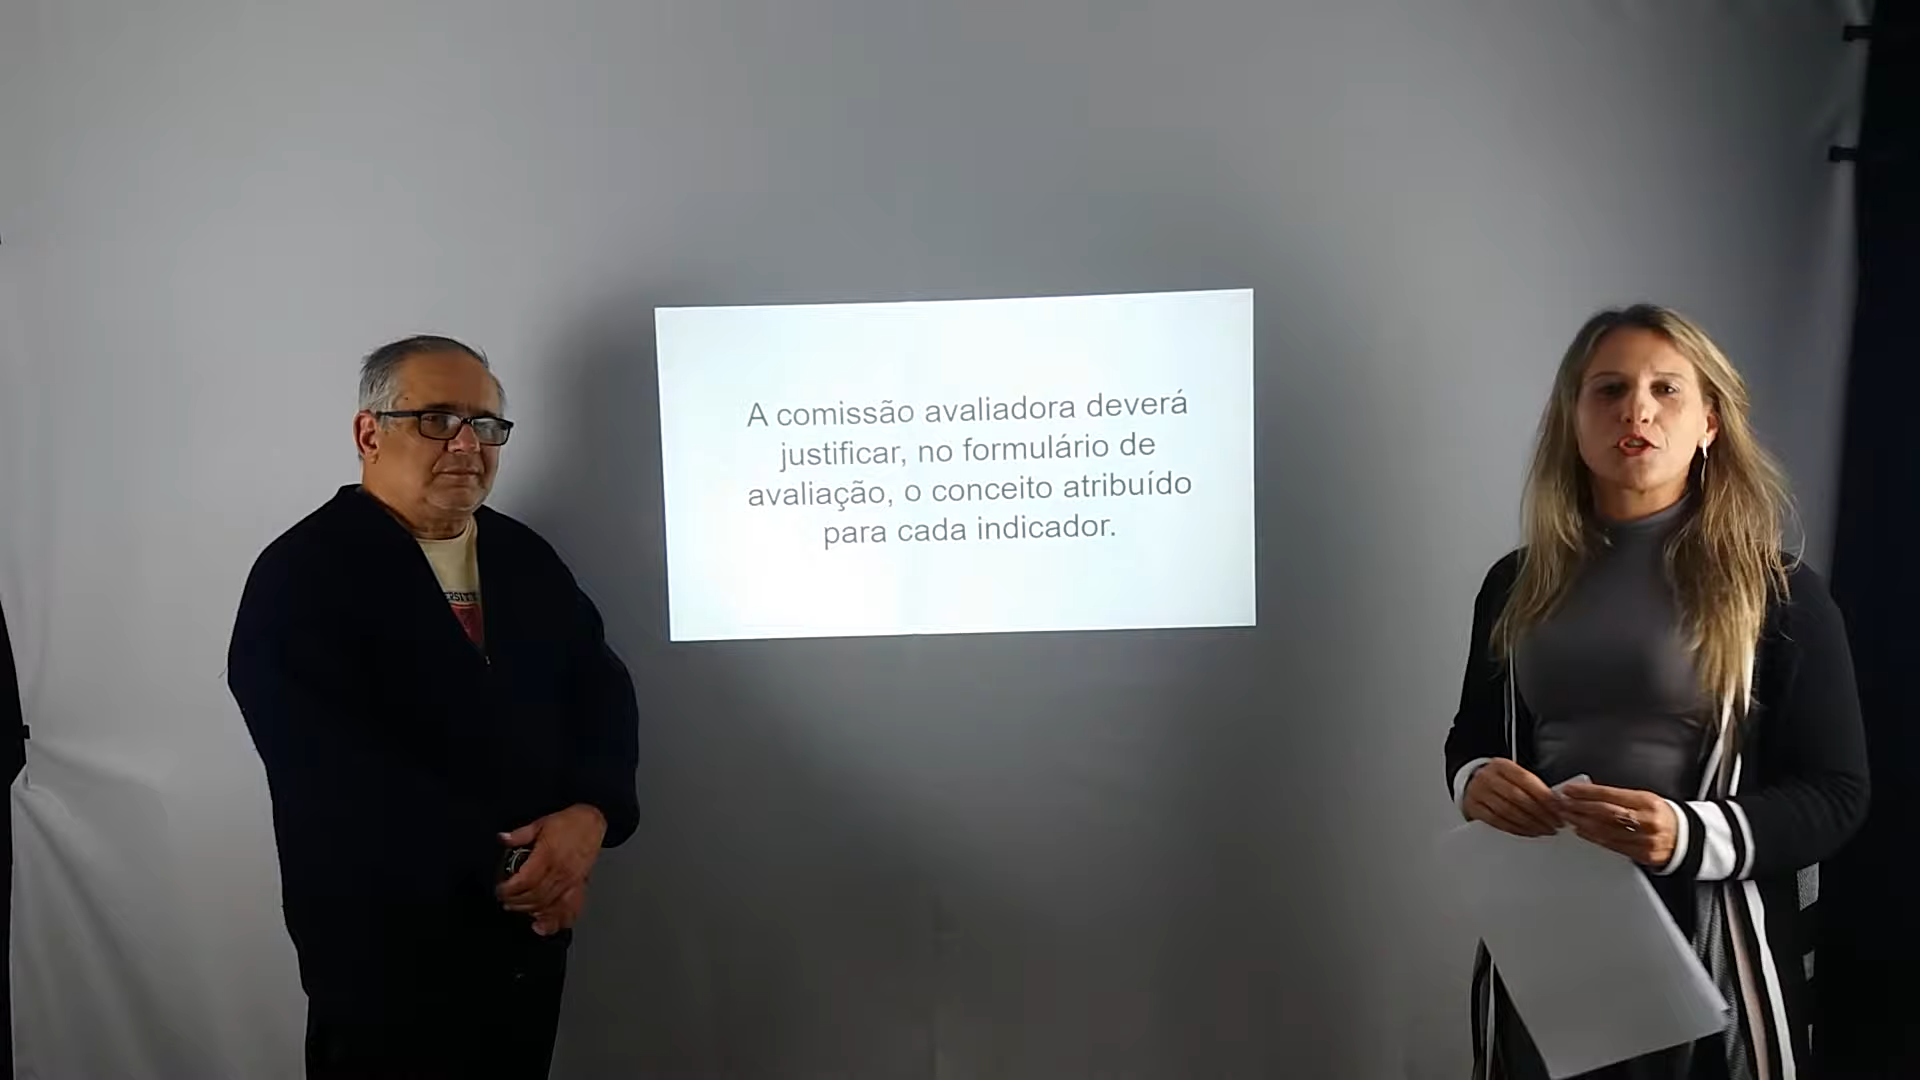 A comissão avaliadora deverá
justificar, no formulário de
avaliação, o conceito atribuído
para cada indicador.